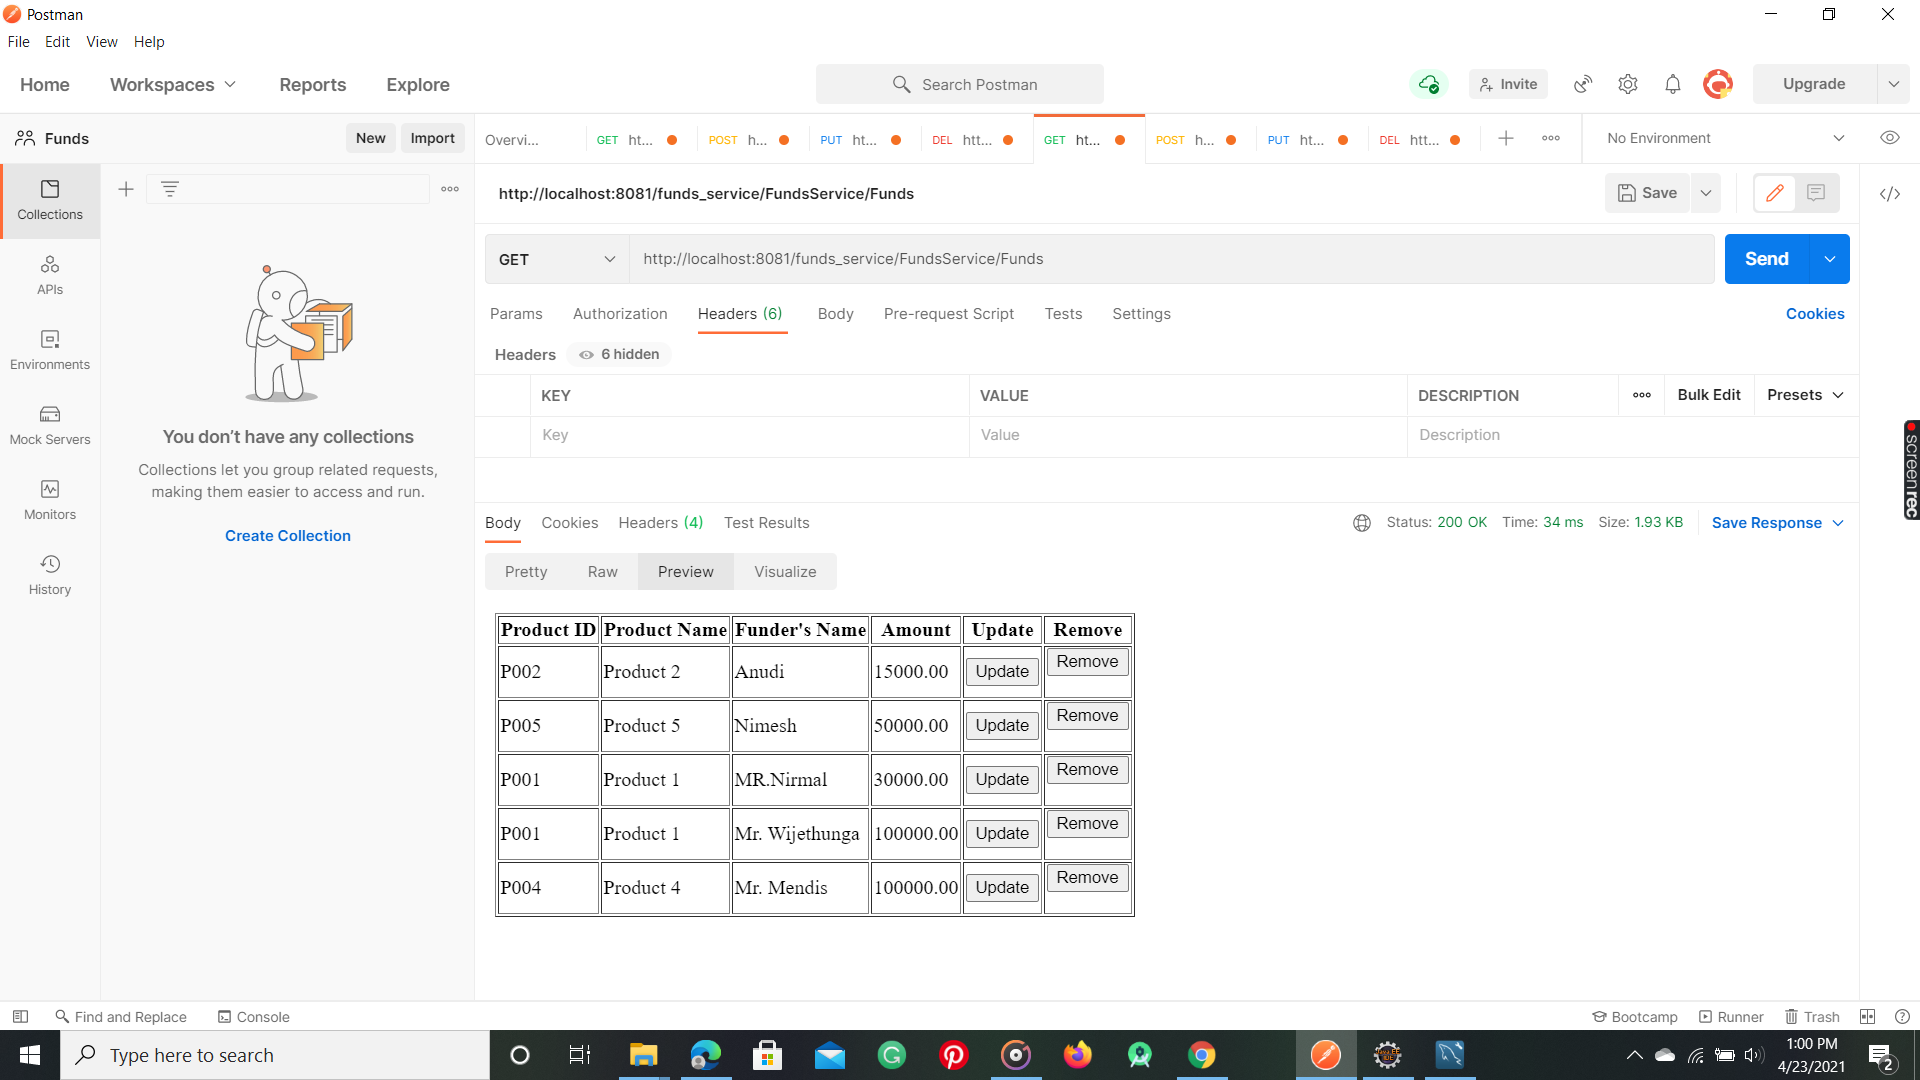 Postman
File Edit View Help
Home Workspaces Reports Explore Search Postman Invite Upgrade
Funds New Import Overvi... GET ht... POST h... PUT ht... DEL htt... GET ht... POST h... PUT ht... DEL htt... No Environment
Collections
http://localhost:8081/funds_service/FundsService/Funds Save
GET http://localhost:8081/funds_service/FundsService/Funds Send
APIs
Params Authorization Headers (6) Body Pre-request Script Tests Settings Cookies
Environments
Headers 6 hidden
KEY VALUE DESCRIPTION Bulk Edit Presets
Key Value Description
Mock Servers
You don't have any collections
Collections let you group related requests,
making them easier to access and run.
Create Collection
Monitors
History
screenrec
Body Cookies Headers (4) Test Results Status: 200 OK Time: 34 ms Size: 1.93 KB Save Response
Pretty Raw Preview Visualize
Product ID Product Name Funder's Name Amount Update Remove
P002 Product 2 Anudi 15000.00 Update Remove
P005 Product 5 Nimesh 50000.00 Update Remove
P001 Product 1 MR.Nirmal 30000.00 Update Remove
P001 Product 1 Mr. Wijethunga 100000.00 Update Remove
P004 Product 4 Mr. Mendis 100000.00 Update Remove
Find and Replace Console Bootcamp Runner Trash
Type here to search 1:00 PM
4/23/2021 2